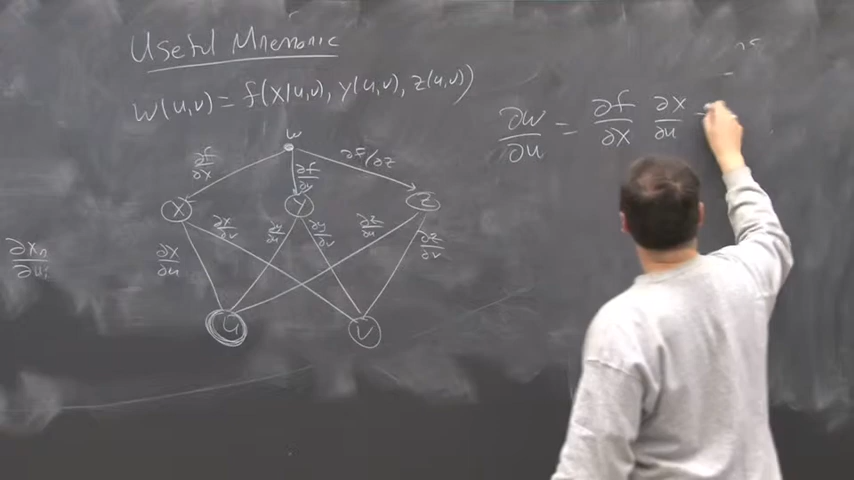 Useful Mnemonic
w(u,v) = f(x(u,v), y(u,v), z(u,v))
∂w/∂u = ∂f/∂x ∂x/∂u
w
∂f/∂x ∂f/∂y ∂f/∂z
x y z
∂x/∂u ∂x/∂v ∂y/∂u ∂y/∂v ∂z/∂u ∂z/∂v
∂xn/∂ui
u v